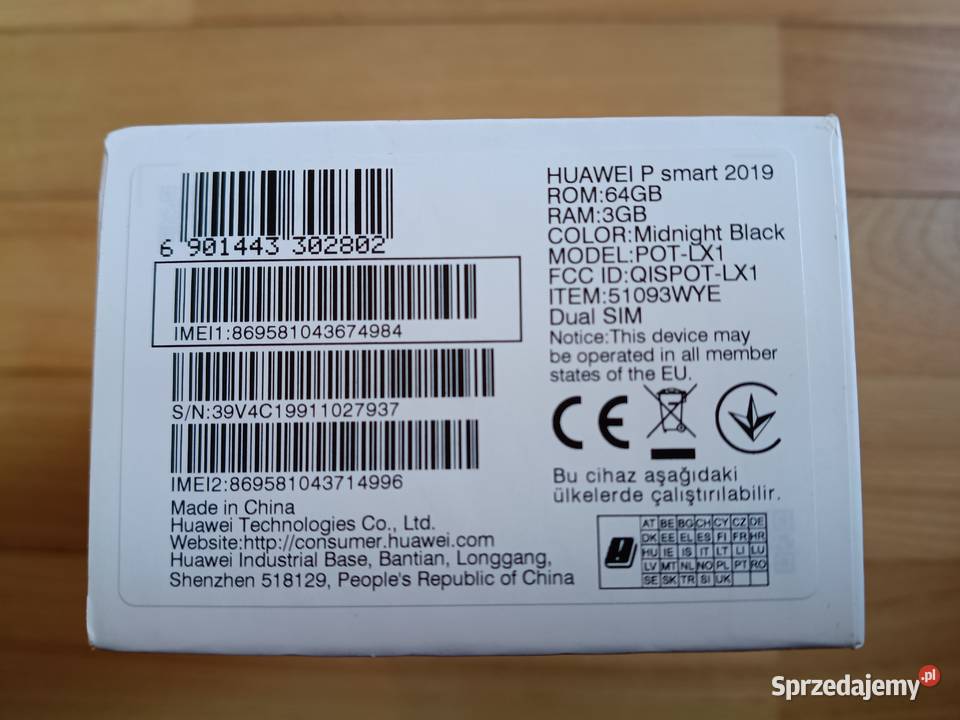 6 901443 302802
IMEI1:869581043674984
S/N:39V4C19911027937
IMEI2:869581043714996
Made in China
Huawei Technologies Co., Ltd.
Website:http://consumer.huawei.com
Huawei Industrial Base, Bantian, Longgang,
Shenzhen 518129, People's Republic of China
HUAWEI P smart 2019
ROM:64GB
RAM:3GB
COLOR:Midnight Black
MODEL:POT-LX1
FCC ID:QISPOT-LX1
ITEM:51093WYE
Dual SIM
Notice:This device may
be operated in all member
states of the EU.
CE
Bu cihaz aşağıdaki
ülkelerde çalıştırılabilir.
AT BE BG CH CY CZ DE
DK EE EL ES FI FR HR
HU IE IS IT LT LI LU
LV MT NL NO PL PT RO
SE SK TR SI UK
Sprzedajemy.pl